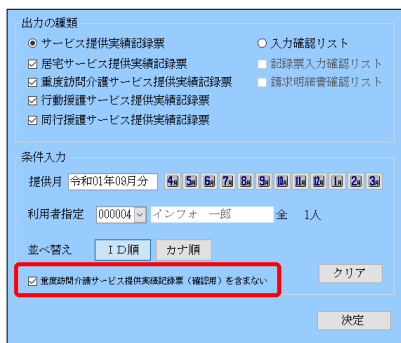 出力の種類
サービス提供実績記録票 入力確認リスト
居宅サービス提供実績記録票 記録票入力確認リスト
重度訪問介護サービス提供実績記録票 請求明細書確認リスト
行動援護サービス提供実績記録票
同行援護サービス提供実績記録票
条件入力
提供月 令和01年09月分 4月 5月 6月 7月 8月 9月 10月 11月 12月 1月 2月 3月
利用者指定 000004 インフォ 一郎 全 1人
並べ替え ID順 カナ順
重度訪問介護サービス提供実績記録票(確認用)を含まない クリア
決定